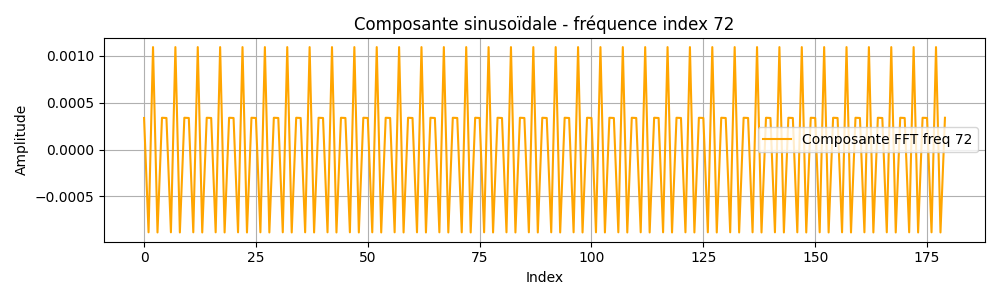 Composante sinusoïdale - fréquence index 72
Amplitude
0.0010
0.0005
0.0000
−0.0005
Composante FFT freq 72
0 25 50 75 100 125 150 175
Index